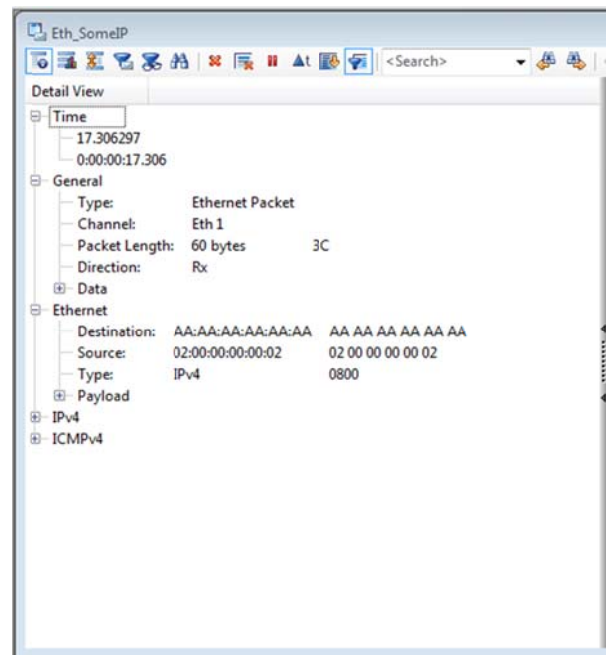 Eth_SomeIP
Δt <Search>
Detail View
Time
17.306297
0:00:00:17.306
General
Type: Ethernet Packet
Channel: Eth 1
Packet Length: 60 bytes 3C
Direction: Rx
Data
Ethernet
Destination: AA:AA:AA:AA:AA:AA AA AA AA AA AA AA
Source: 02:00:00:00:00:02 02 00 00 00 00 02
Type: IPv4 0800
Payload
IPv4
ICMPv4